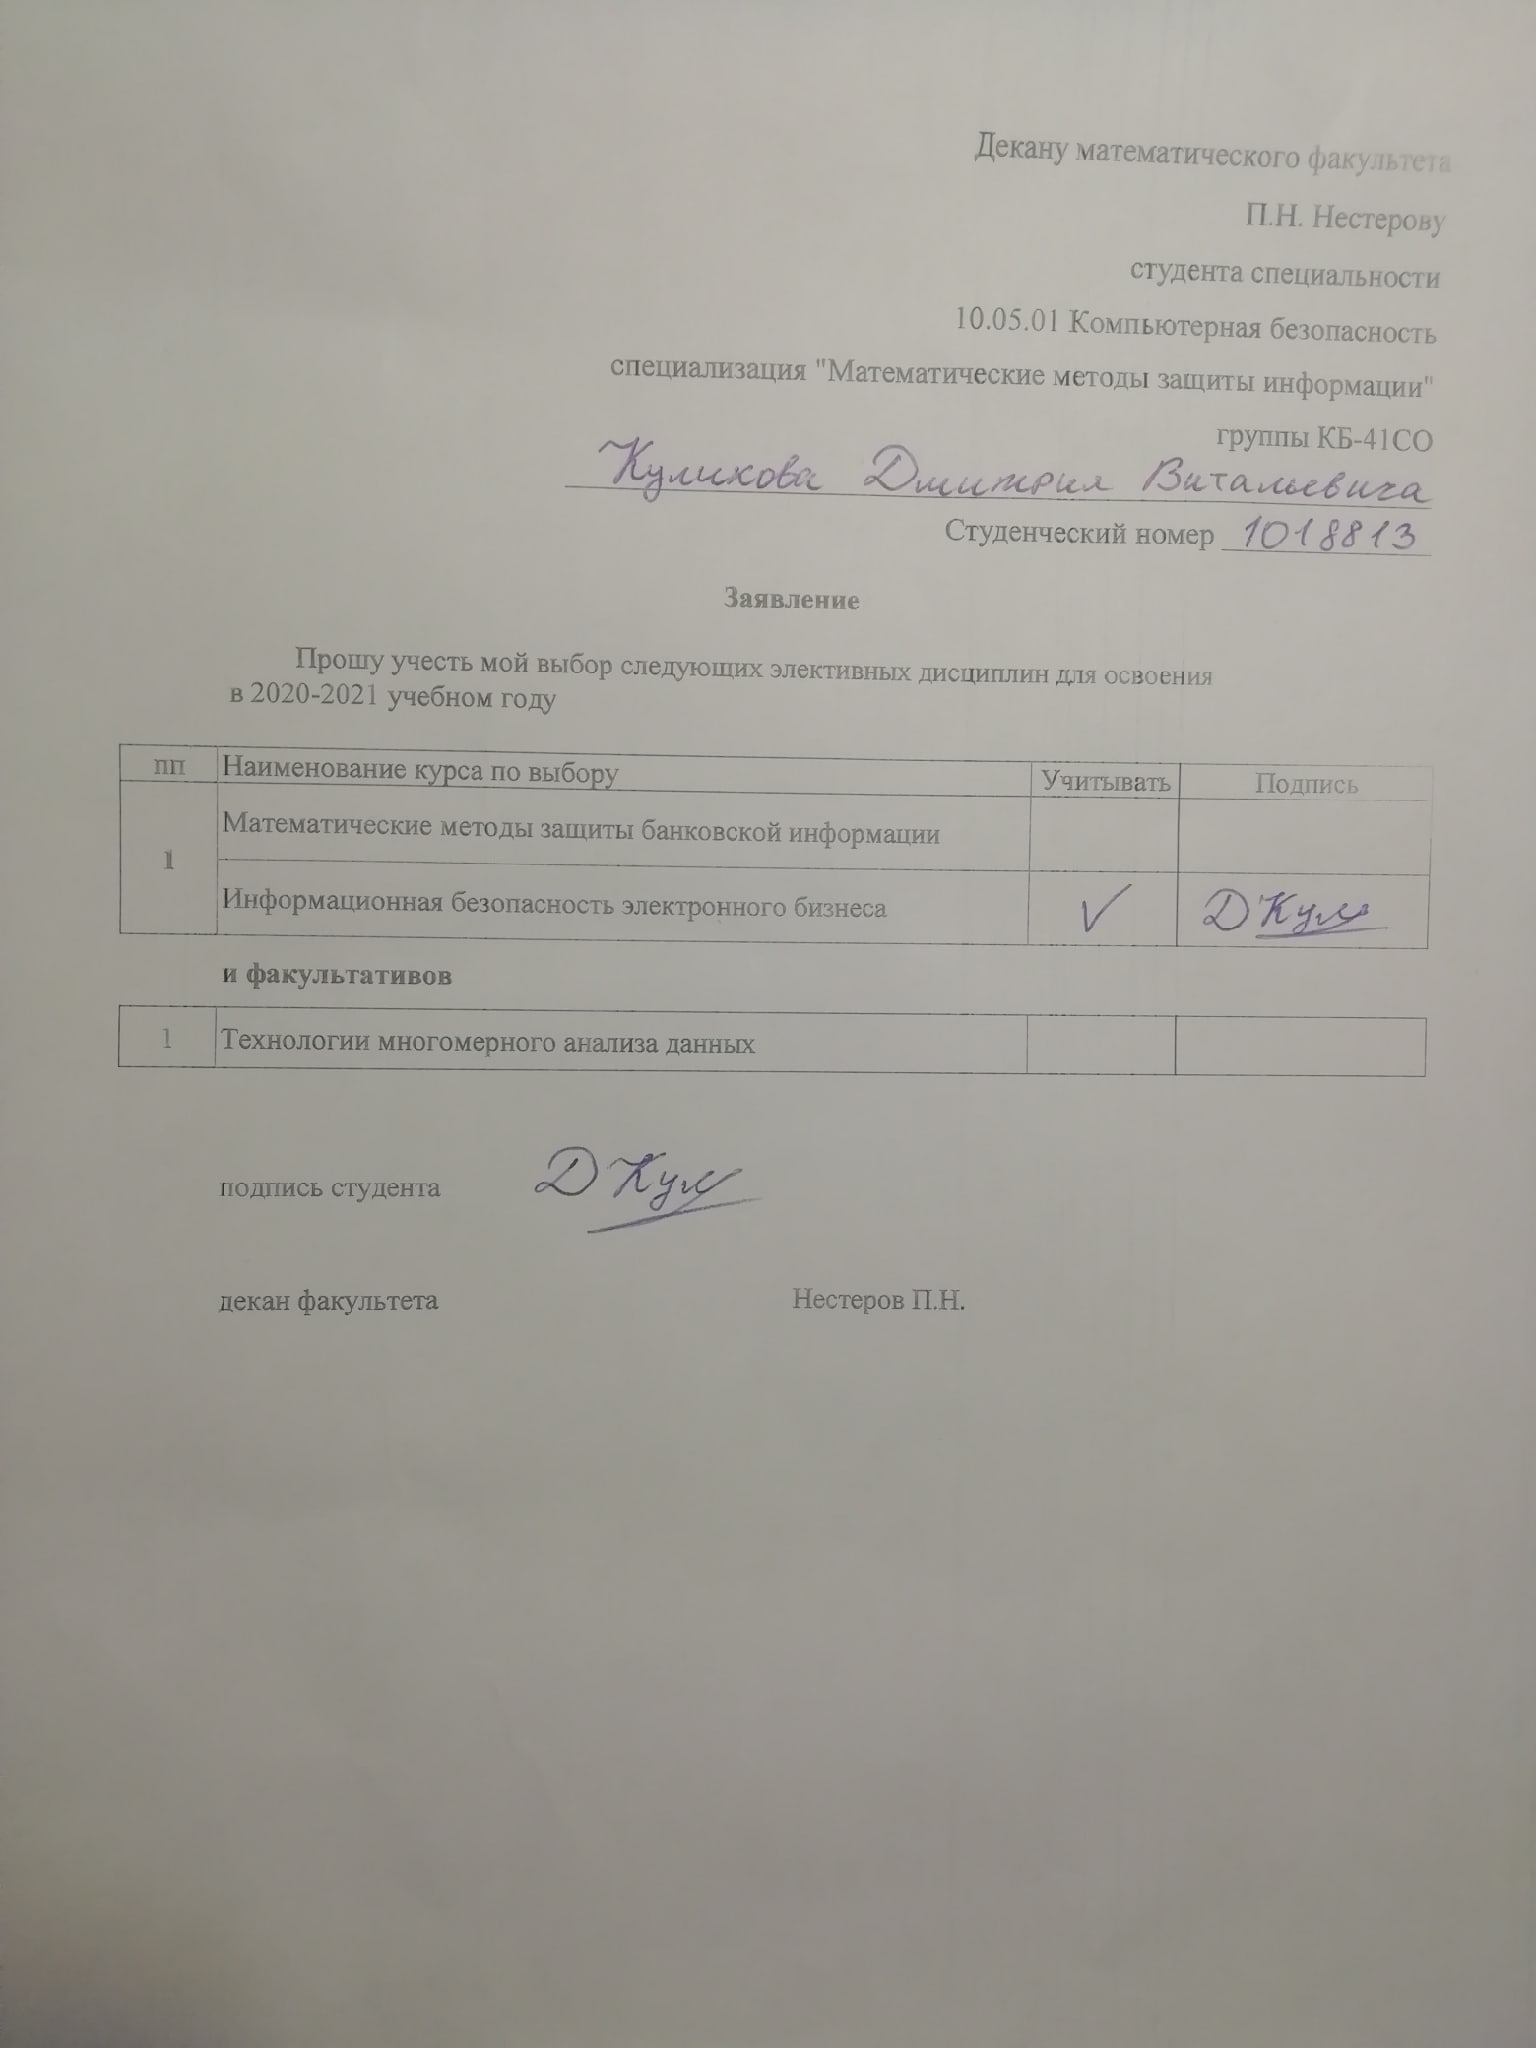 Декану математического факультета
П.Н. Нестерову
студента специальности
10.05.01 Компьютерная безопасность
специализация "Математические методы защиты информации"
группы КБ-41СО
Куликова Дмитрия Витальевича
Студенческий номер 1018813
Заявление
Прошу учесть мой выбор следующих элективных дисциплин для освоения
в 2020-2021 учебном году
пп Наименование курса по выбору Учитывать Подпись
1
Математические методы защиты банковской информации
Информационная безопасность электронного бизнеса ✓ ДКул
и факультативов
1 Технологии многомерного анализа данных
подпись студента ДКул
декан факультета Нестеров П.Н.